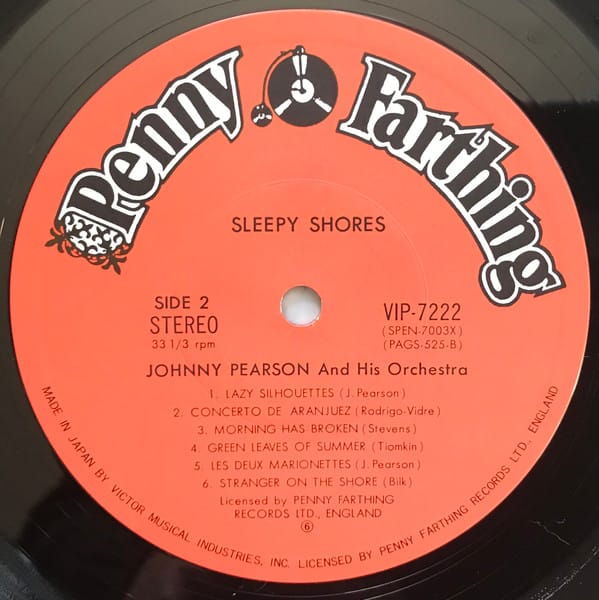 Penny Farthing
SLEEPY SHORES
SIDE 2
STEREO
33 1/3 rpm
VIP-7222
(SPEN-7003X)
(PAGS-525-B)
JOHNNY PEARSON And His Orchestra
1. LAZY SILHOUETTES (J. Pearson)
2. CONCERTO DE ARANJUEZ (Rodrigo-Vidre)
3. MORNING HAS BROKEN (Stevens)
4. GREEN LEAVES OF SUMMER (Tiomkin)
5. LES DEUX MARIONETTES (J. Pearson)
6. STRANGER ON THE SHORE (Bilk)
Licensed by PENNY FARTHING
RECORDS LTD., ENGLAND
⑥
MADE IN JAPAN BY VICTOR MUSICAL INDUSTRIES, INC. LICENSED BY PENNY FARTHING RECORDS LTD., ENGLAND